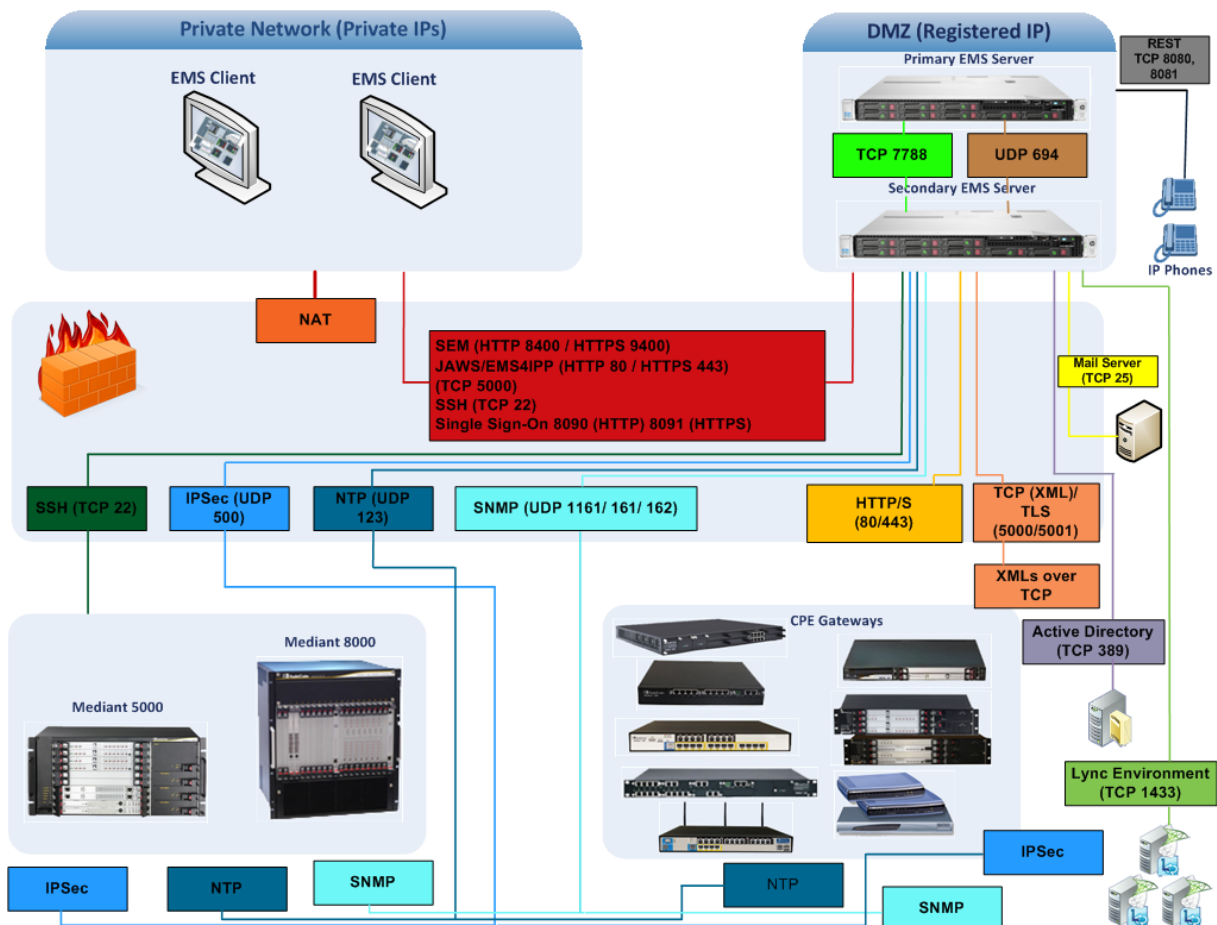 Private Network (Private IPs)
DMZ (Registered IP)
EMS Client
EMS Client
Primary EMS Server
REST
TCP 8080,
8081
TCP 7788
UDP 694
Secondary EMS Server
IP Phones
NAT
SEM (HTTP 8400 / HTTPS 9400)
JAWS/EMS4IPP (HTTP 80 / HTTPS 443)
(TCP 5000)
SSH (TCP 22)
Single Sign-On 8090 (HTTP) 8091 (HTTPS)
Mail Server
(TCP 25)
SSH (TCP 22)
IPSec (UDP
500)
NTP (UDP
123)
SNMP (UDP 1161/ 161/ 162)
HTTP/S
(80/443)
TCP (XML)/
TLS
(5000/5001)
XMLs over
TCP
Mediant 5000
Mediant 8000
CPE Gateways
Active Directory
(TCP 389)
Lync Environment
(TCP 1433)
IPSec
NTP
SNMP
NTP
IPSec
SNMP